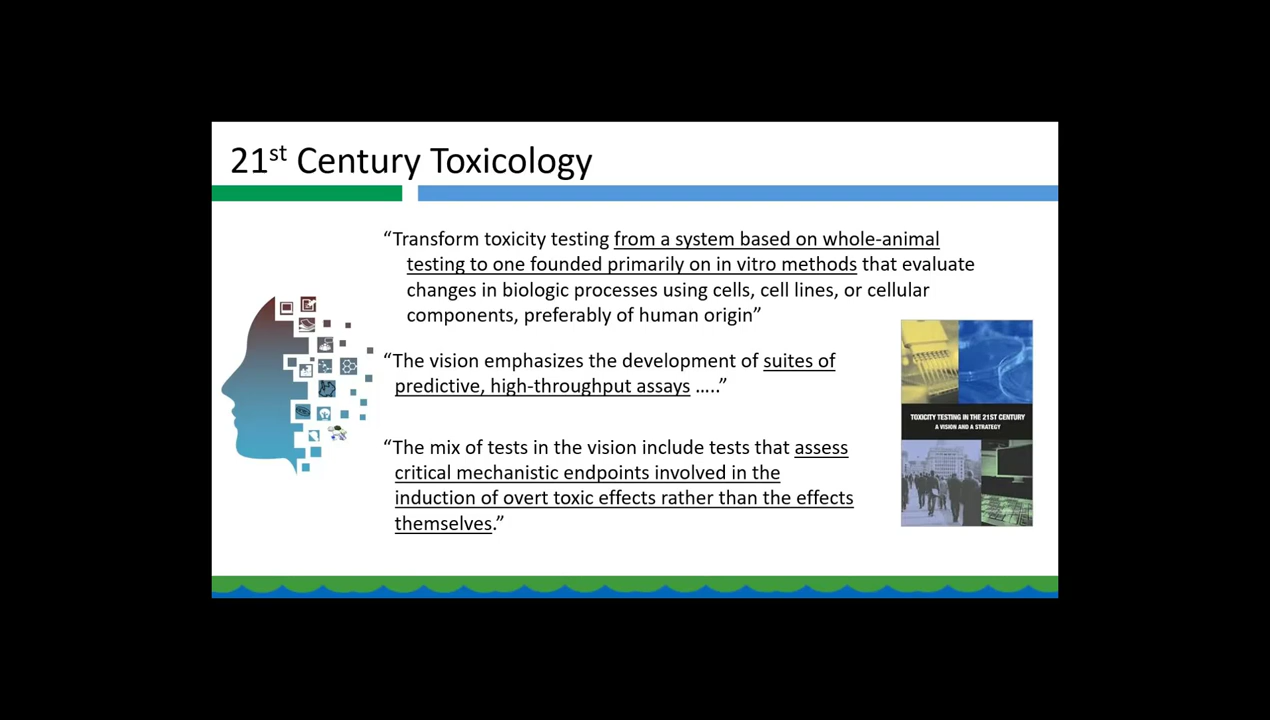 21st Century Toxicology
“Transform toxicity testing from a system based on whole-animal
testing to one founded primarily on in vitro methods that evaluate
changes in biologic processes using cells, cell lines, or cellular
components, preferably of human origin”
“The vision emphasizes the development of suites of
predictive, high-throughput assays …..”
“The mix of tests in the vision include tests that assess
critical mechanistic endpoints involved in the
induction of overt toxic effects rather than the effects
themselves.”
TOXICITY TESTING IN THE 21ST CENTURY
A VISION AND A STRATEGY